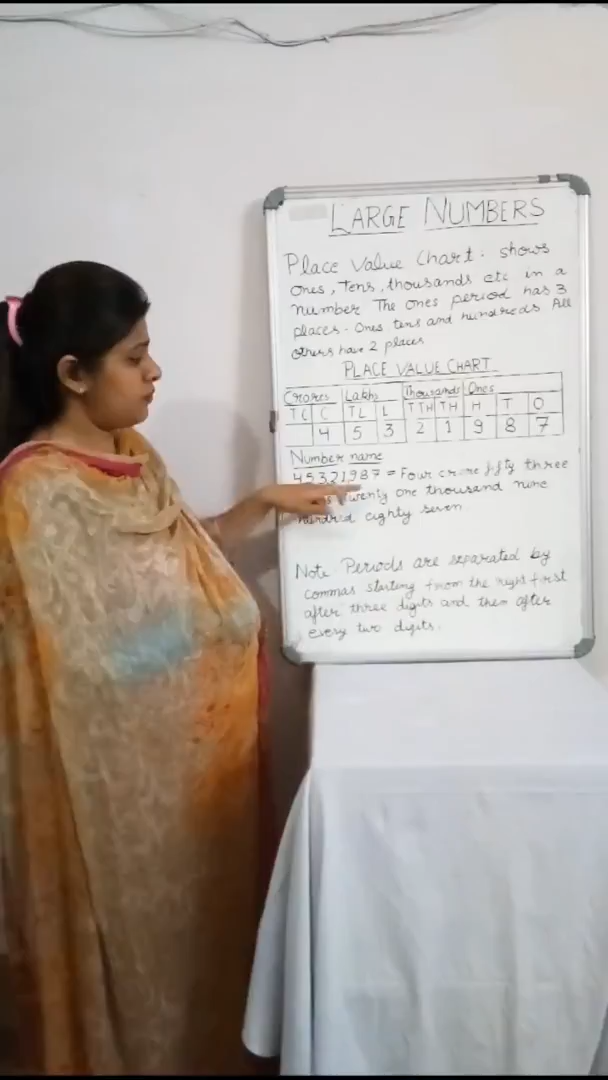 LARGE NUMBERS
Place Value Chart. shows
ones, Tens, thousands etc in a
number The ones period has 3
places- Ones tens and hundreds All
others have 2 places
PLACE VALUE CHART
Crores Lakhs Thousands Ones
TC C TL L TTH TH H T O
4 5 3 2 1 9 8 7
Number name
45321987 = Four crore fifty three
twenty one thousand nine
hundred eighty seven
Note Periods are separated by
commas starting from the right first
after three digits and then after
every two digits.